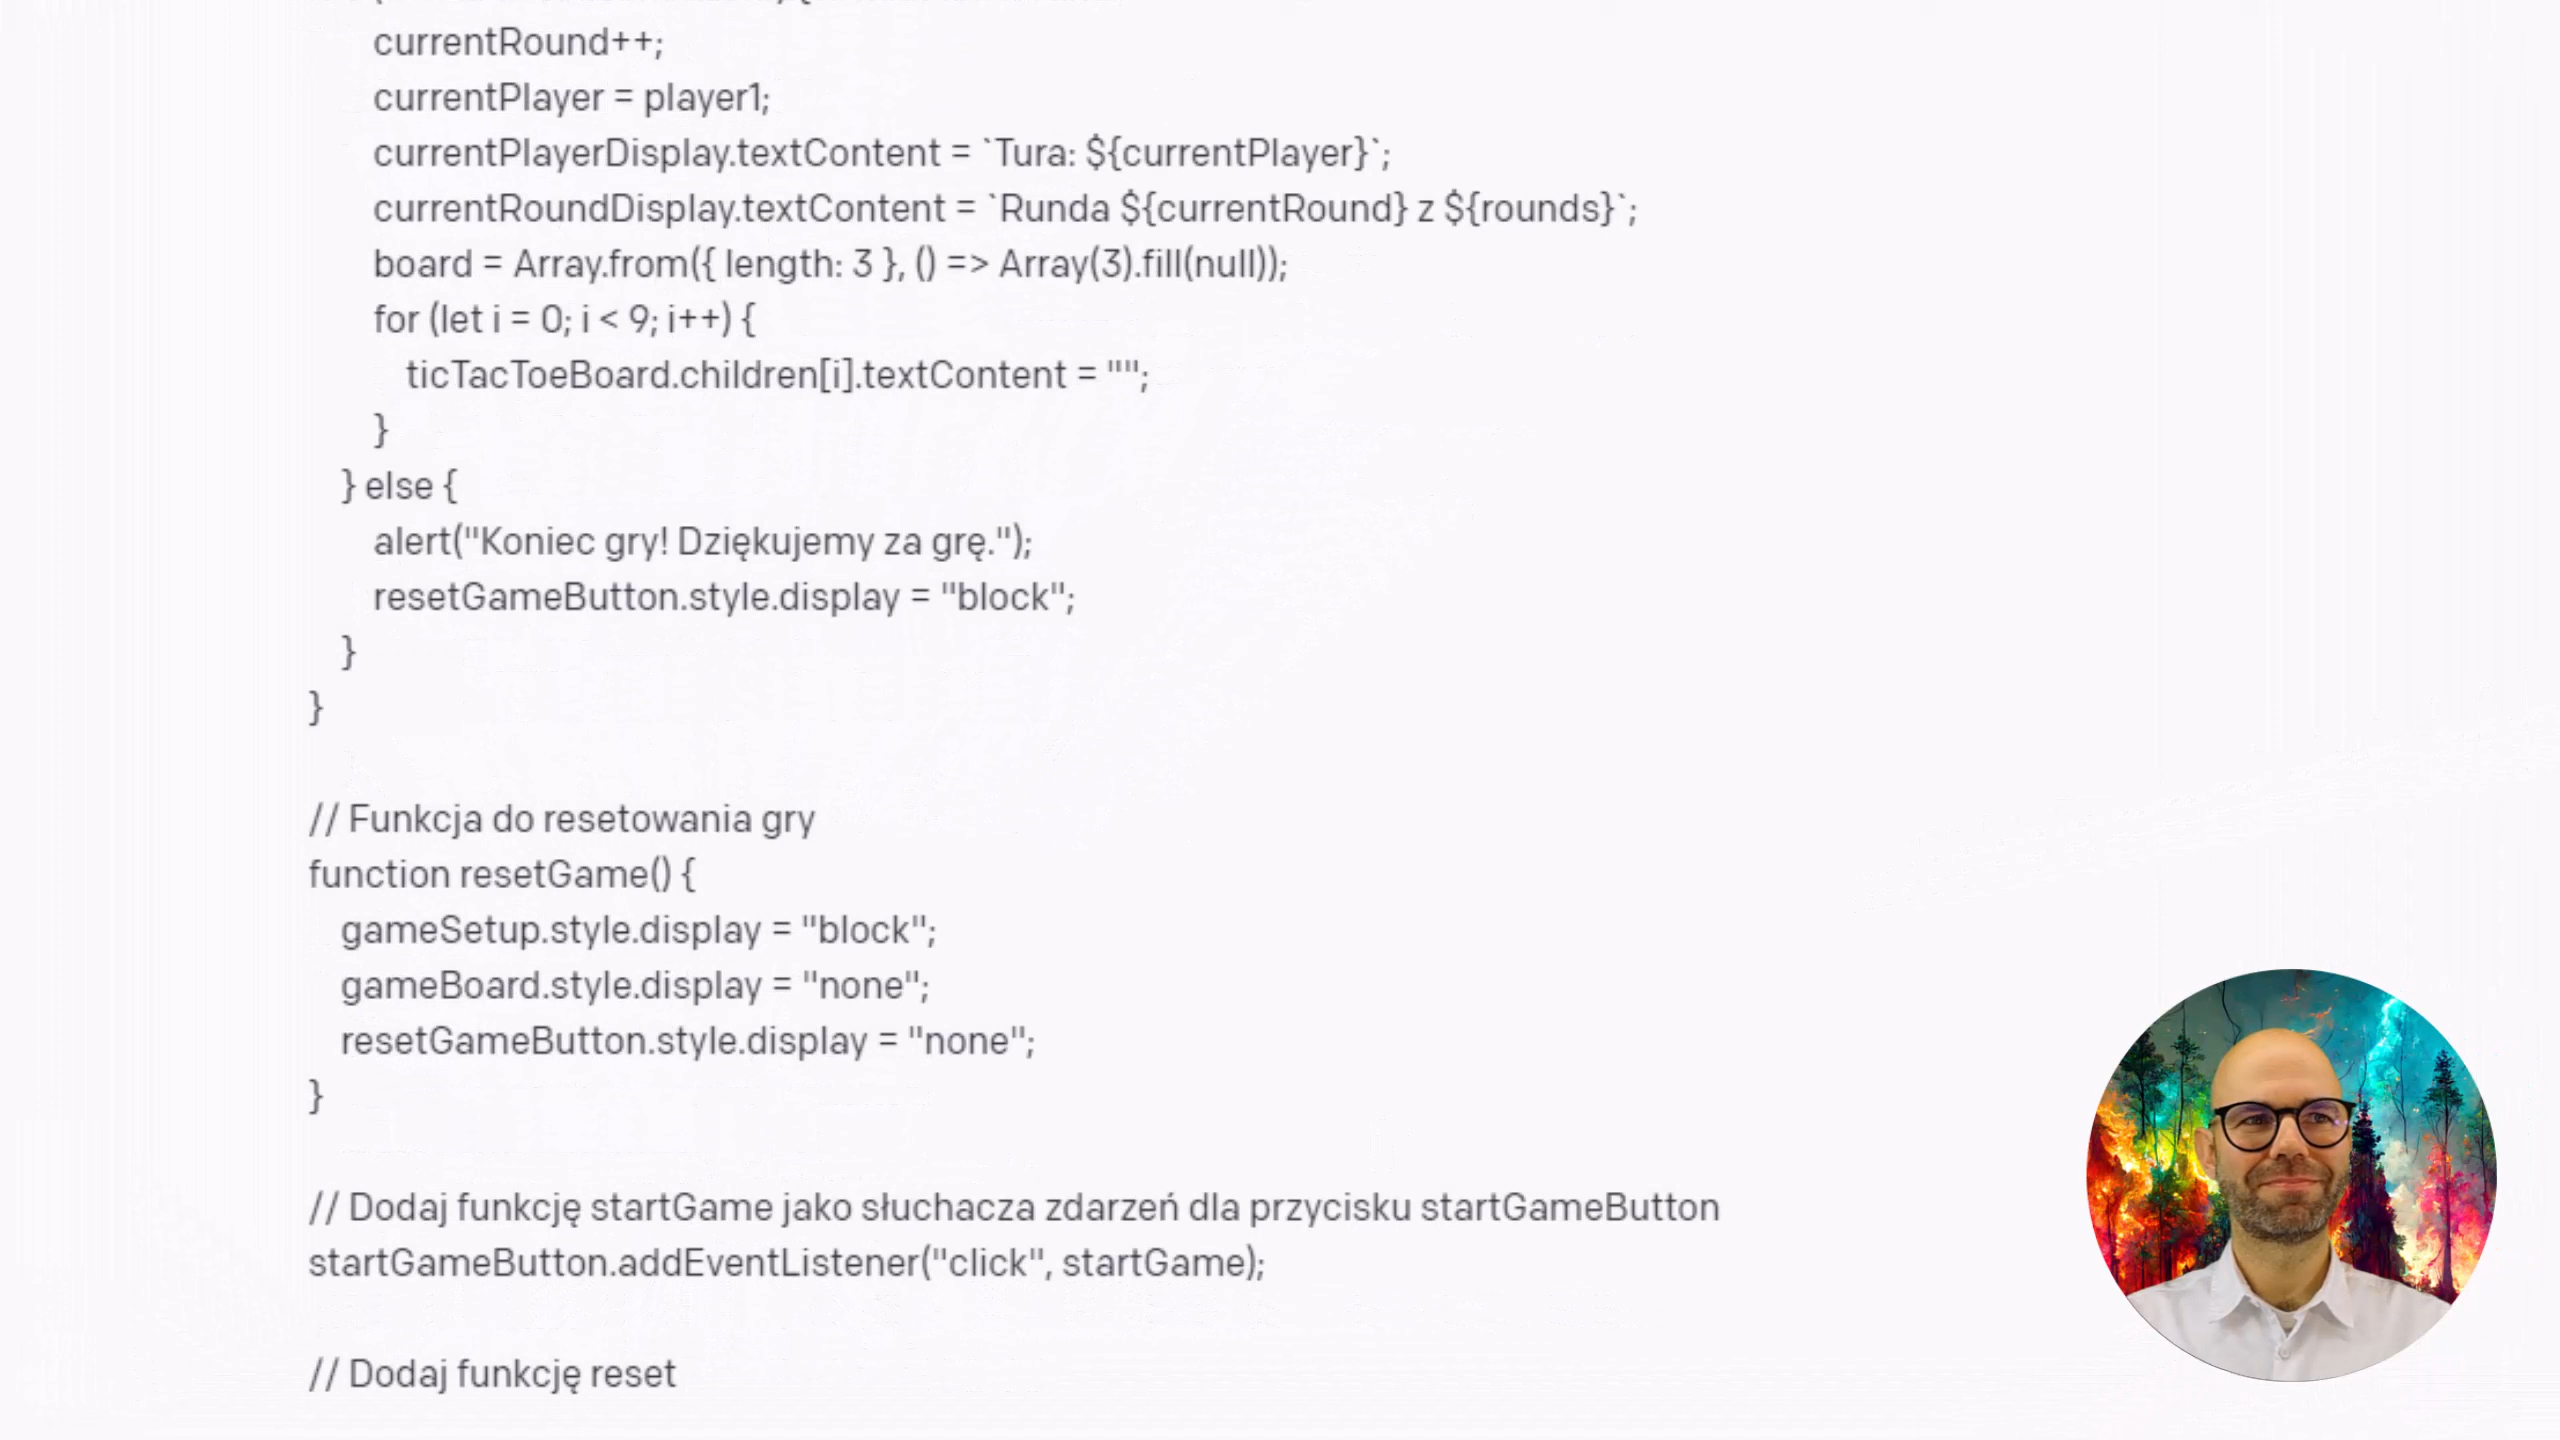 currentRound++;
currentPlayer = player1;
currentPlayerDisplay.textContent = `Tura: ${currentPlayer}`;
currentRoundDisplay.textContent = `Runda ${currentRound} z ${rounds}`;
board = Array.from({ length: 3 }, () => Array(3).fill(null));
for (let i = 0; i < 9; i++) {
ticTacToeBoard.children[i].textContent = "";
}
} else {
alert("Koniec gry! Dziękujemy za grę.");
resetGameButton.style.display = "block";
}
}
// Funkcja do resetowania gry
function resetGame() {
gameSetup.style.display = "block";
gameBoard.style.display = "none";
resetGameButton.style.display = "none";
}
// Dodaj funkcję startGame jako słuchacza zdarzeń dla przycisku startGameButton
startGameButton.addEventListener("click", startGame);
// Dodaj funkcję reset